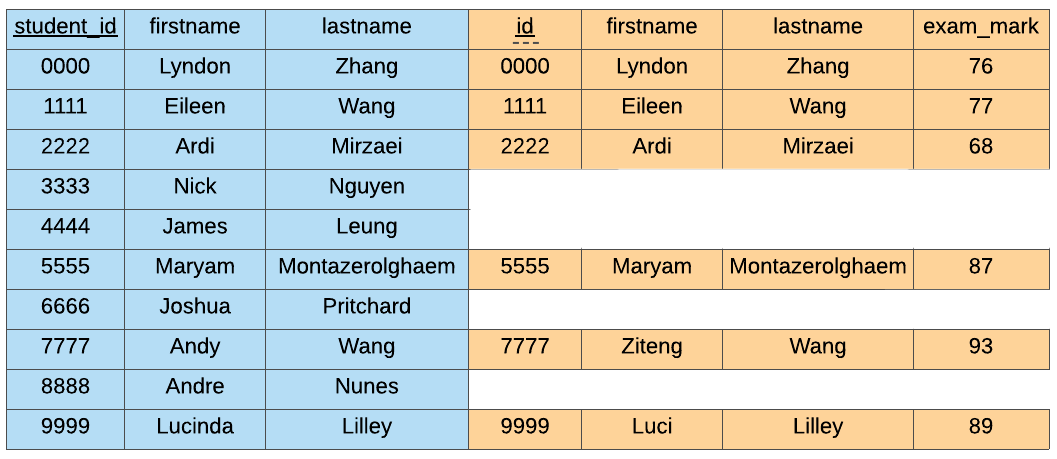 student_id firstname lastname id firstname lastname exam_mark
0000 Lyndon Zhang 0000 Lyndon Zhang 76
1111 Eileen Wang 1111 Eileen Wang 77
2222 Ardi Mirzaei 2222 Ardi Mirzaei 68
3333 Nick Nguyen
4444 James Leung
5555 Maryam Montazerolghaem 5555 Maryam Montazerolghaem 87
6666 Joshua Pritchard
7777 Andy Wang 7777 Ziteng Wang 93
8888 Andre Nunes
9999 Lucinda Lilley 9999 Luci Lilley 89